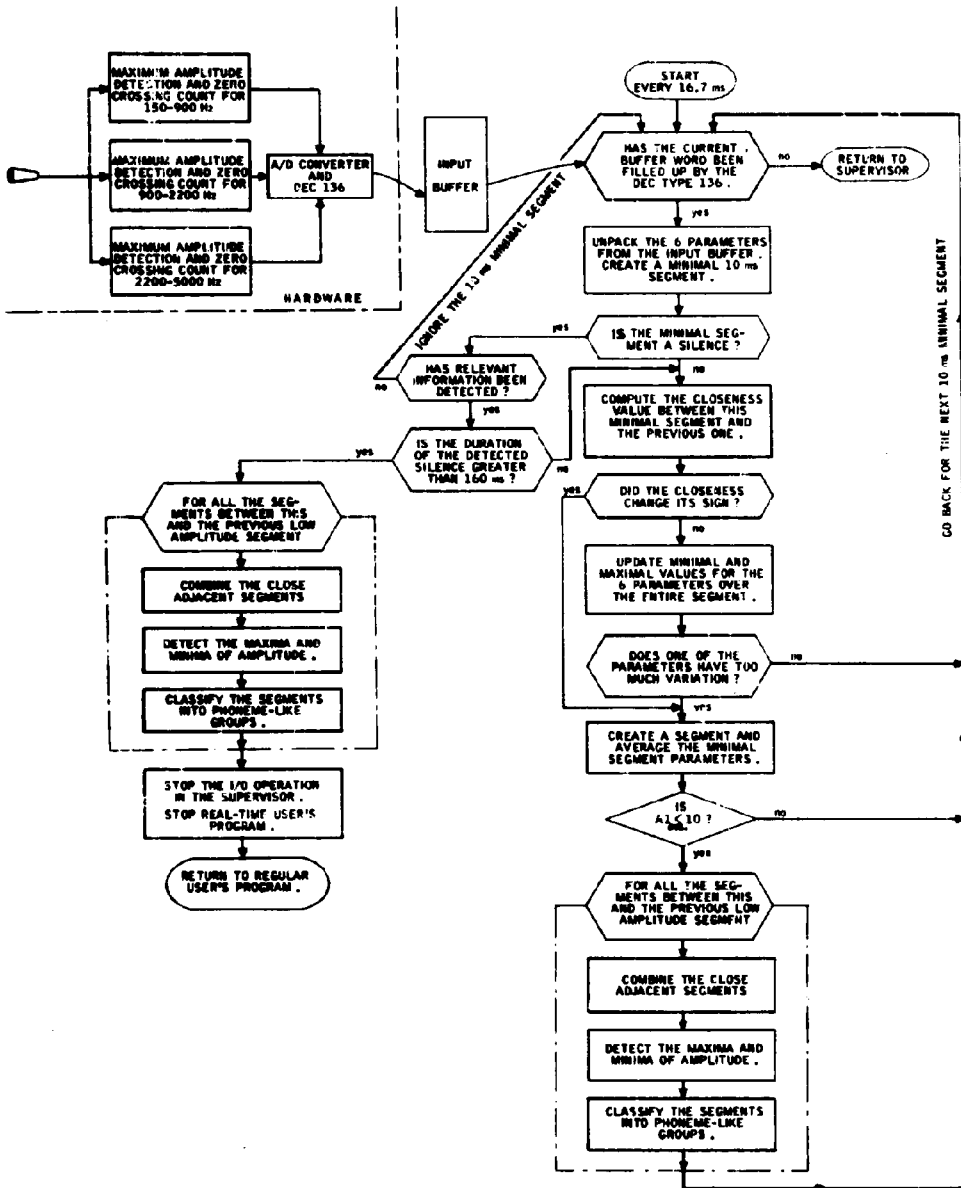 MAXIMUM AMPLITUDE
DETECTION AND ZERO
CROSSING COUNT FOR
150-900 Hz
MAXIMUM AMPLITUDE
DETECTION AND ZERO
CROSSING COUNT FOR
900-2200 Hz
MAXIMUM AMPLITUDE
DETECTION AND ZERO
CROSSING COUNT FOR
2200-5000 Hz
A/D CONVERTER
AND
DEC 136
HARDWARE
INPUT
BUFFER
START
EVERY 16.7 ms
HAS THE CURRENT
BUFFER WORD BEEN
FILLED UP BY THE
DEC TYPE 136.
no
RETURN TO
SUPERVISOR
yes
UNPACK THE 6 PARAMETERS
FROM THE INPUT BUFFER.
CREATE A MINIMAL 10 ms
SEGMENT.
IGNORE THE 10 ms MINIMAL SEGMENT
IS THE MINIMAL SEG-
MENT A SILENCE ?
yes
no
HAS RELEVANT
INFORMATION BEEN
DETECTED ?
no
yes
COMPUTE THE CLOSENESS
VALUE BETWEEN THIS
MINIMAL SEGMENT AND
THE PREVIOUS ONE.
IS THE DURATION
OF THE DETECTED
SILENCE GREATER
THAN 160 ms ?
yes
no
DID THE CLOSENESS
CHANGE ITS SIGN ?
yes
no
FOR ALL THE SEG-
MENTS BETWEEN THIS
AND THE PREVIOUS LOW
AMPLITUDE SEGMENT
COMBINE THE CLOSE
ADJACENT SEGMENTS
DETECT THE MAXIMA AND
MINIMA OF AMPLITUDE.
CLASSIFY THE SEGMENTS
INTO PHONEME-LIKE
GROUPS.
STOP THE I/O OPERATION
IN THE SUPERVISOR.
STOP REAL-TIME USER'S
PROGRAM.
RETURN TO REGULAR
USER'S PROGRAM.
UPDATE MINIMAL AND
MAXIMAL VALUES FOR THE
6 PARAMETERS OVER
THE ENTIRE SEGMENT.
DOES ONE OF THE
PARAMETERS HAVE TOO
MUCH VARIATION ?
no
yes
CREATE A SEGMENT AND
AVERAGE THE MINIMAL
SEGMENT PARAMETERS.
IS
A1<10 ?
no
yes
FOR ALL THE SEG-
MENTS BETWEEN THIS
AND THE PREVIOUS LOW
AMPLITUDE SEGMENT
COMBINE THE CLOSE
ADJACENT SEGMENTS
DETECT THE MAXIMA AND
MINIMA OF AMPLITUDE.
CLASSIFY THE SEGMENTS
INTO PHONEME-LIKE
GROUPS.
GO BACK FOR THE NEXT 10 ms MINIMAL SEGMENT